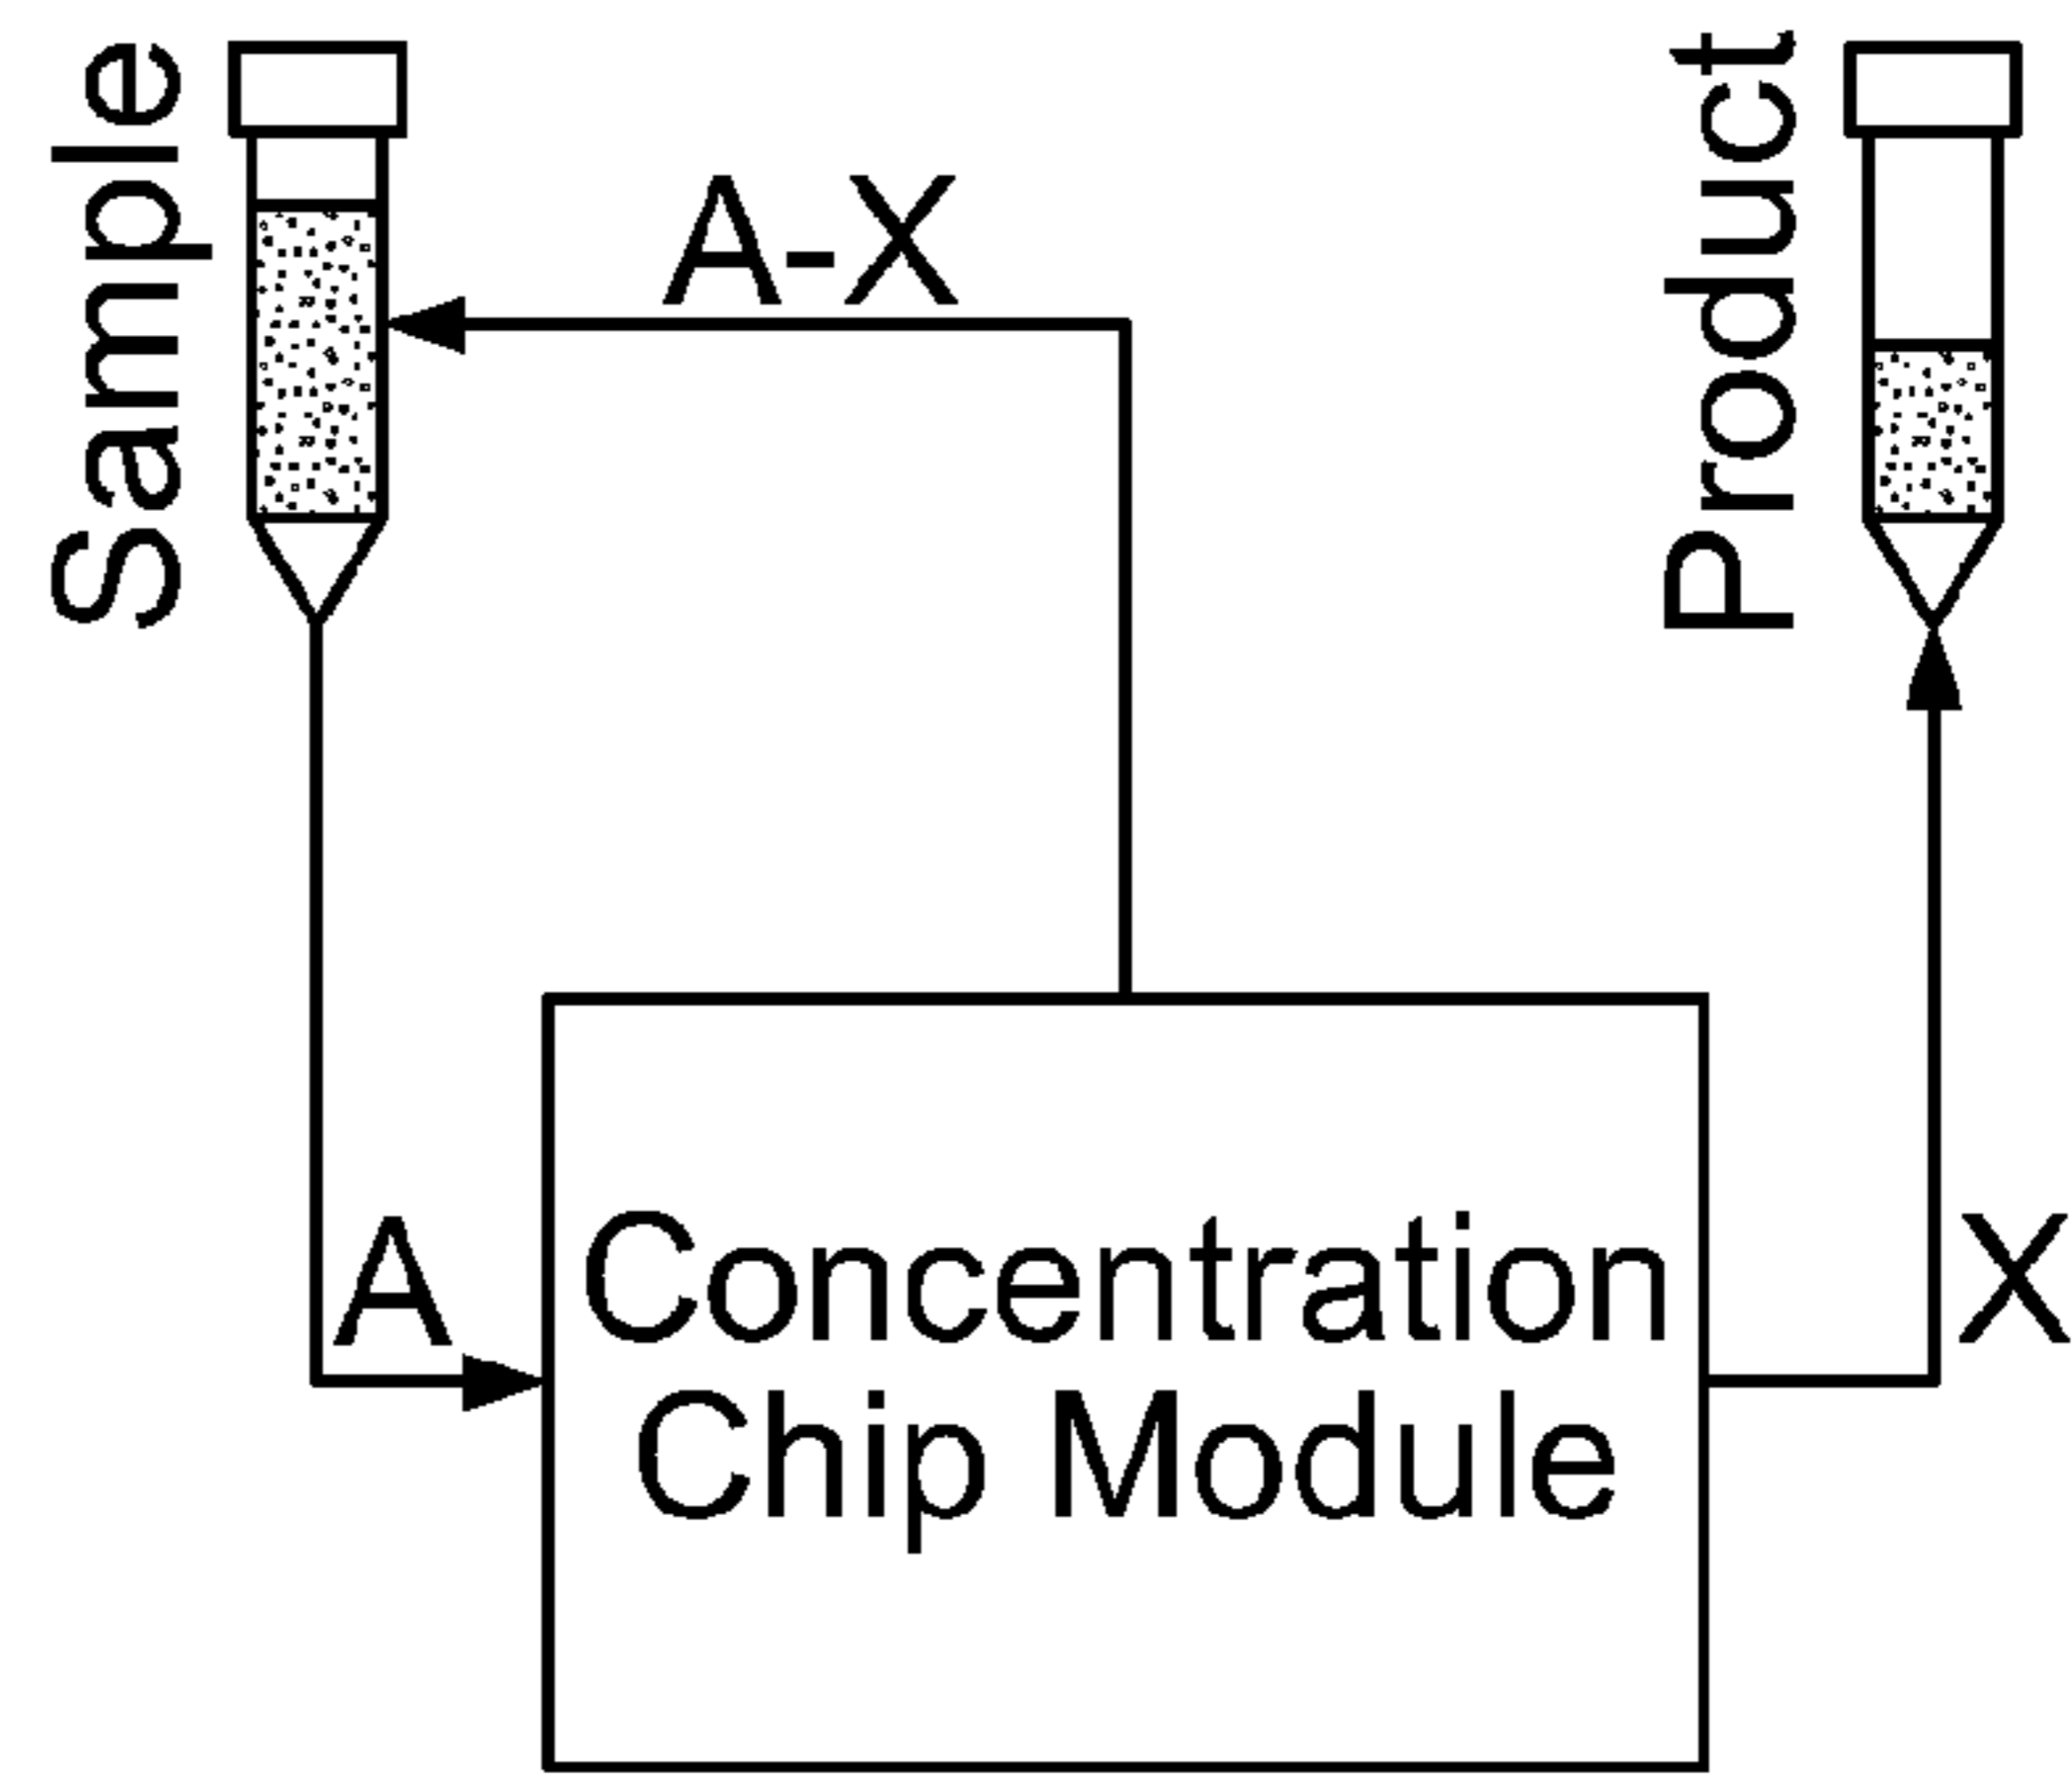 Sample
A-X
Product
A
Concentration
Chip Module
X